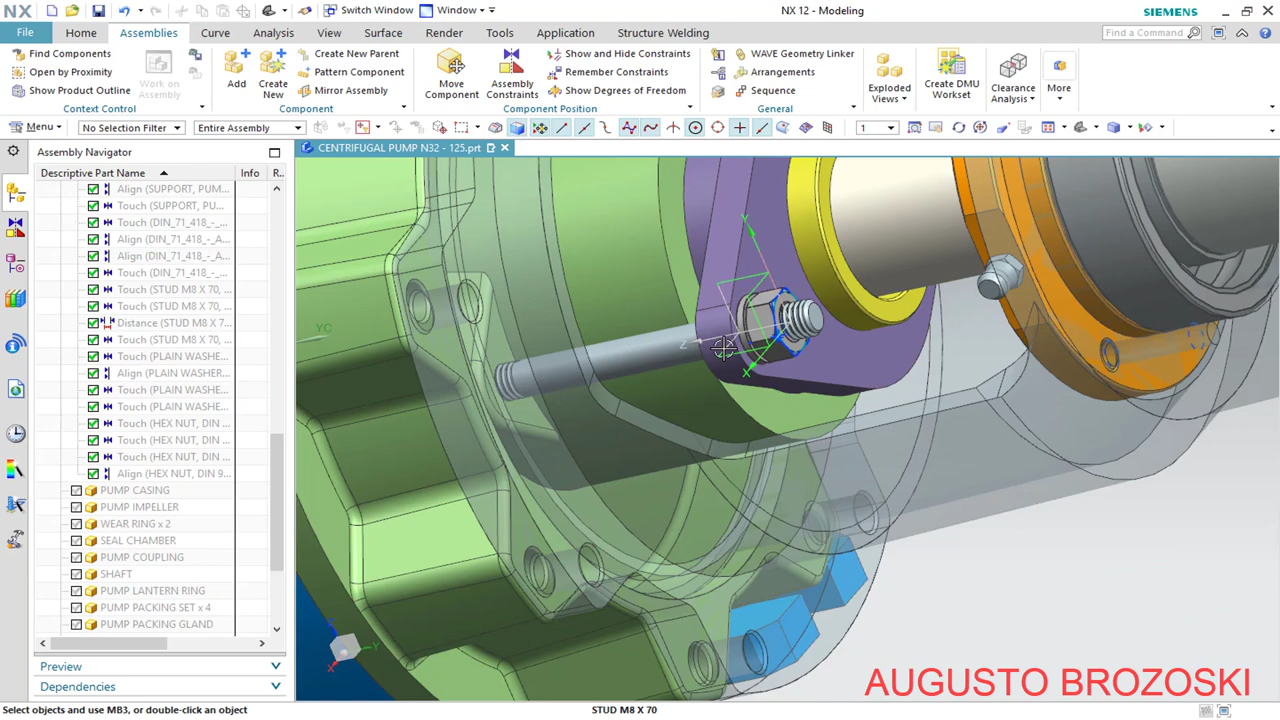 NX Switch Window Window NX 12 - Modeling SIEMENS
File Home Assemblies Curve Analysis View Surface Render Tools Application Structure Welding Find a Command
Find Components Create New Parent Show and Hide Constraints WAVE Geometry Linker
Open by Proximity Pattern Component Remember Constraints Arrangements
Show Product Outline Mirror Assembly Show Degrees of Freedom Sequence
Work on Assembly Add Create New Move Component Assembly Constraints Exploded Views Create DMU Workset Clearance Analysis More
Context Control Component Component Position General
Menu No Selection Filter Entire Assembly 1
Assembly Navigator CENTRIFUGAL PUMP N32 - 125.prt
Descriptive Part Name Info R..
Align (SUPPORT, PUM...
Touch (SUPPORT, PU...
Touch (DIN_71_418_-_...
Align (DIN_71_418_-_A...
Align (DIN_71_418_-_A...
Touch (DIN_71_418_-_...
Touch (STUD M8 X 70, ...
Touch (STUD M8 X 70, ...
Distance (STUD M8 X 7...
Touch (STUD M8 X 70, ...
Touch (PLAIN WASHE...
Align (PLAIN WASHER...
Touch (PLAIN WASHE...
Touch (PLAIN WASHE...
Touch (HEX NUT, DIN ...
Touch (HEX NUT, DIN ...
Touch (HEX NUT, DIN ...
Align (HEX NUT, DIN 9...
PUMP CASING
PUMP IMPELLER
WEAR RING x 2
SEAL CHAMBER
PUMP COUPLING
SHAFT
PUMP LANTERN RING
PUMP PACKING SET x 4
PUMP PACKING GLAND
Preview
Dependencies
YC
Y
Z
X
Z
Y
X
AUGUSTO BROZOSKI
Select objects and use MB3, or double-click an object STUD M8 X 70